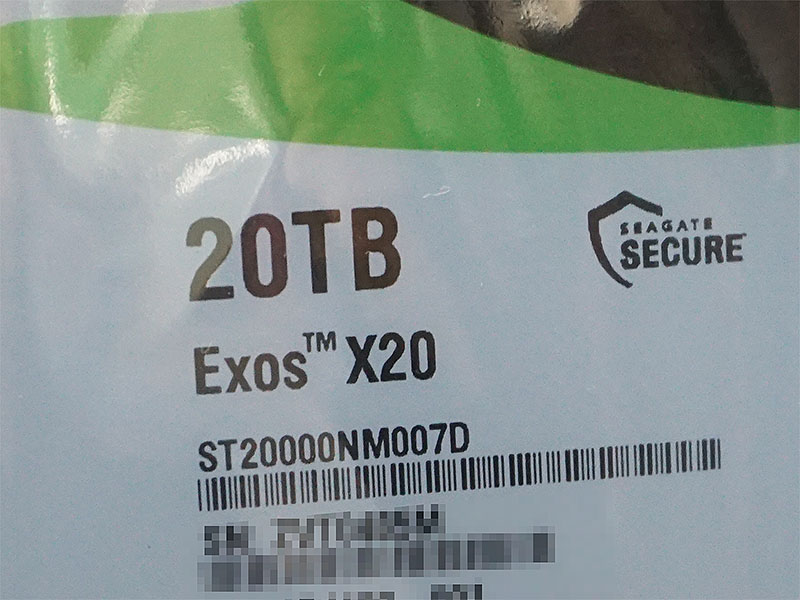 20TB
SEAGATE
SECURE
Exos™ X20
ST20000NM007D